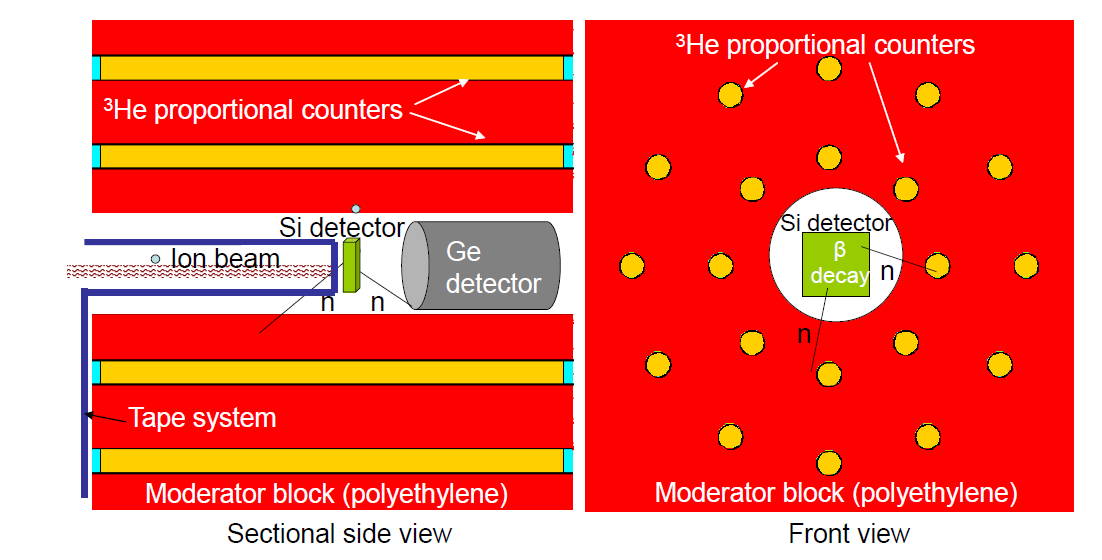 ³He proportional counters
Si detector
Ion beam
Ge
detector
n
n
Tape system
Moderator block (polyethylene)
Sectional side view
³He proportional counters
Si detector
β
decay
n
n
Moderator block (polyethylene)
Front view